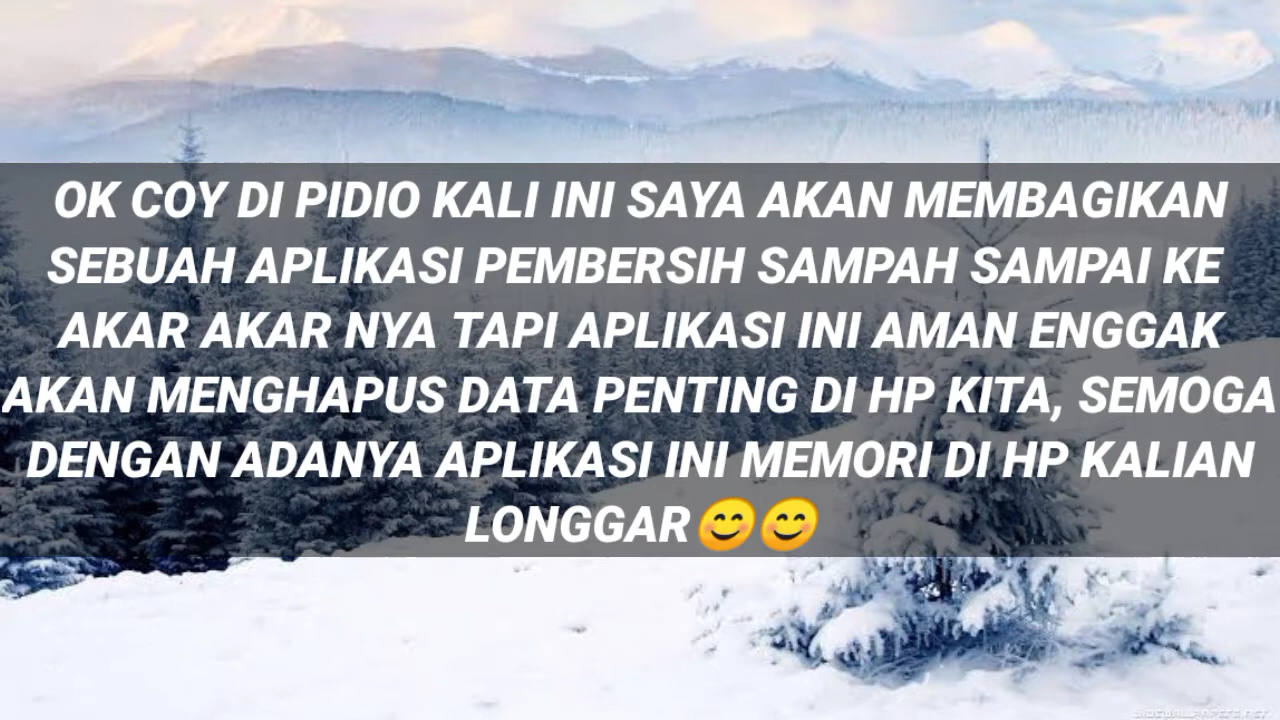 OK COY DI PIDIO KALI INI SAYA AKAN MEMBAGIKAN
SEBUAH APLIKASI PEMBERSIH SAMPAH SAMPAI KE
AKAR AKAR NYA TAPI APLIKASI INI AMAN ENGGAK
AKAN MENGHAPUS DATA PENTING DI HP KITA, SEMOGA
DENGAN ADANYA APLIKASI INI MEMORI DI HP KALIAN
LONGGAR😊😊